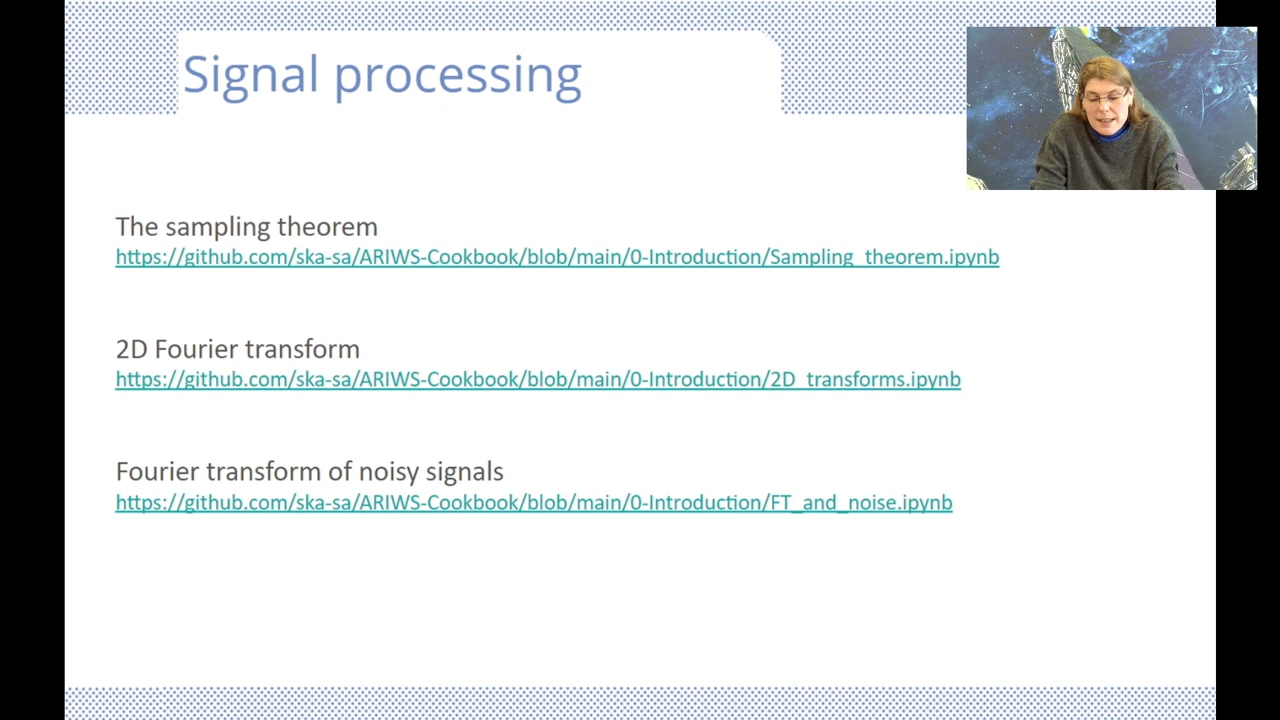 Signal processing
The sampling theorem
https://github.com/ska-sa/ARIWS-Cookbook/blob/main/0-Introduction/Sampling_theorem.ipynb
2D Fourier transform
https://github.com/ska-sa/ARIWS-Cookbook/blob/main/0-Introduction/2D_transforms.ipynb
Fourier transform of noisy signals
https://github.com/ska-sa/ARIWS-Cookbook/blob/main/0-Introduction/FT_and_noise.ipynb